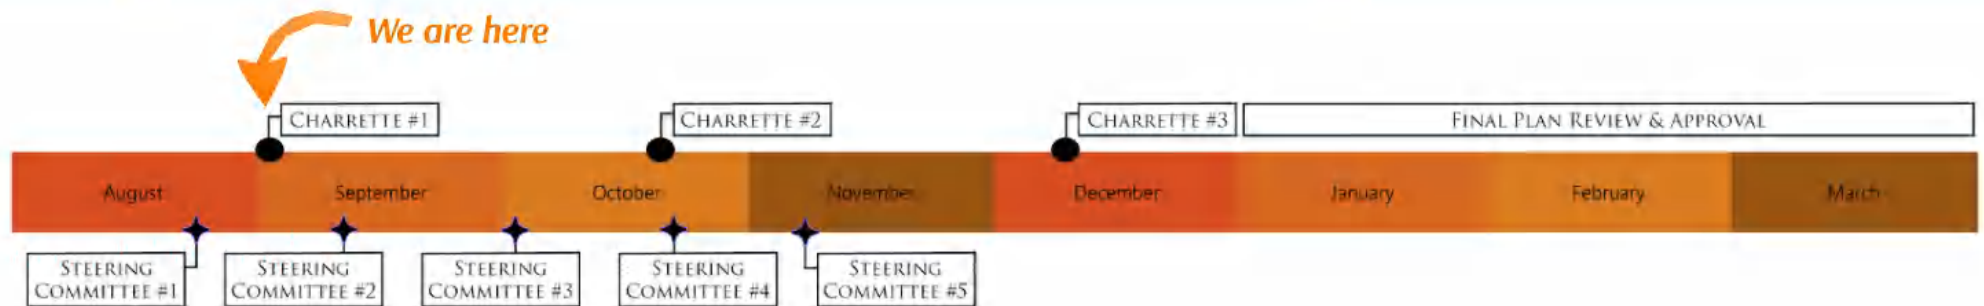 We are here
CHARRETTE #1
CHARRETTE #2
CHARRETTE #3
FINAL PLAN REVIEW & APPROVAL
August
September
October
November
December
January
February
March
STEERING
COMMITTEE #1
STEERING
COMMITTEE #2
STEERING
COMMITTEE #3
STEERING
COMMITTEE #4
STEERING
COMMITTEE #5